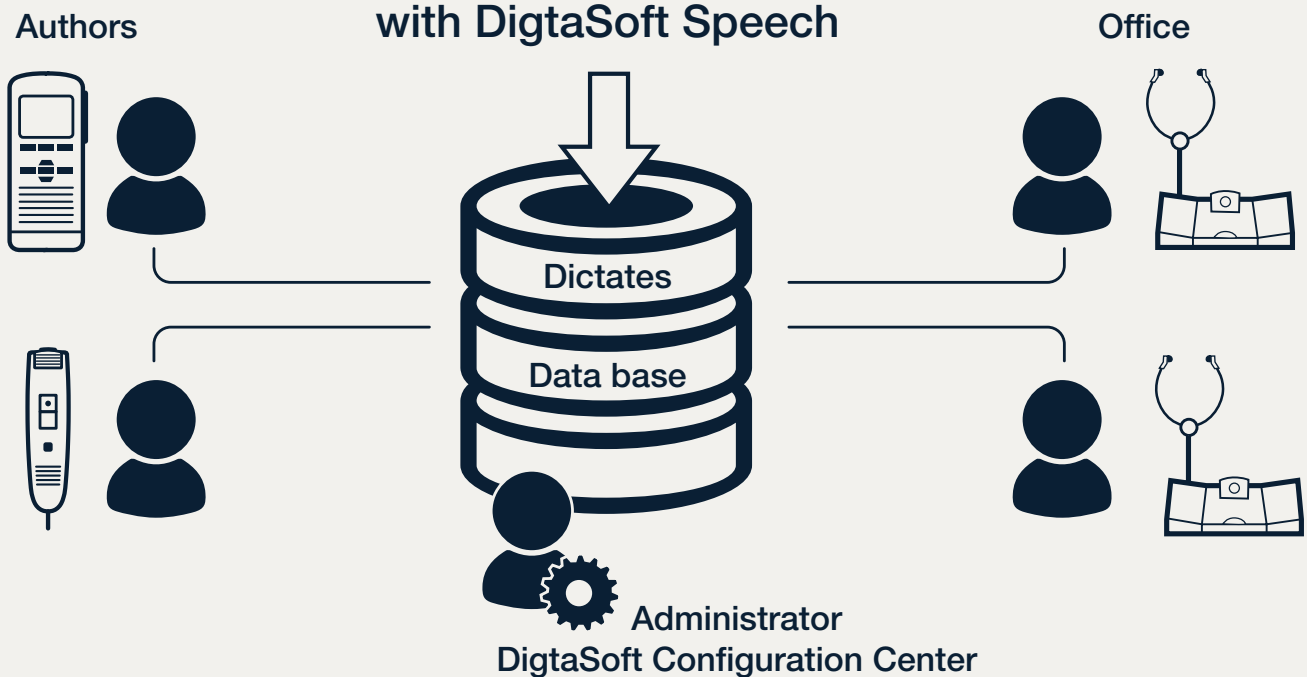 Authors
with DigtaSoft Speech
Office
Dictates
Data base
Administrator
DigtaSoft Configuration Center